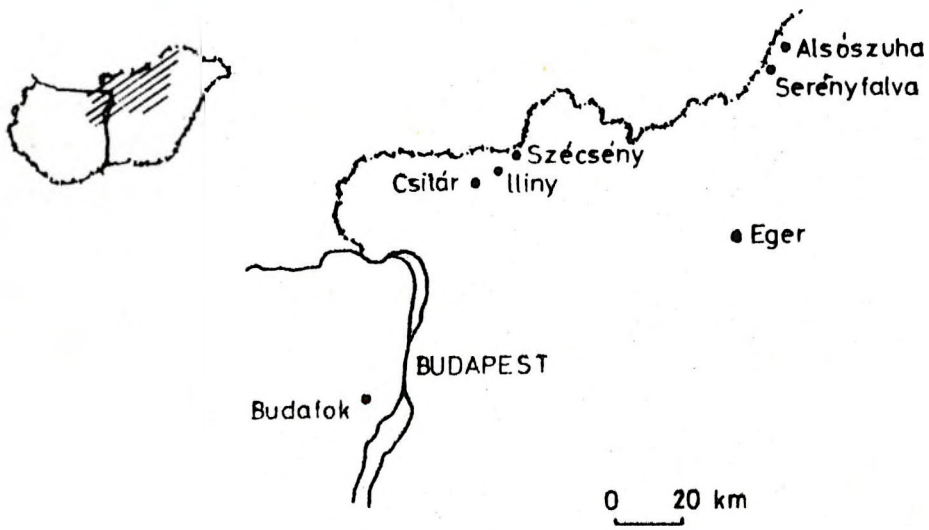 Alsószuha
Serényfalva
Szécsény
Csitár
Iliny
Eger
BUDAPEST
Budafok
0 20 km